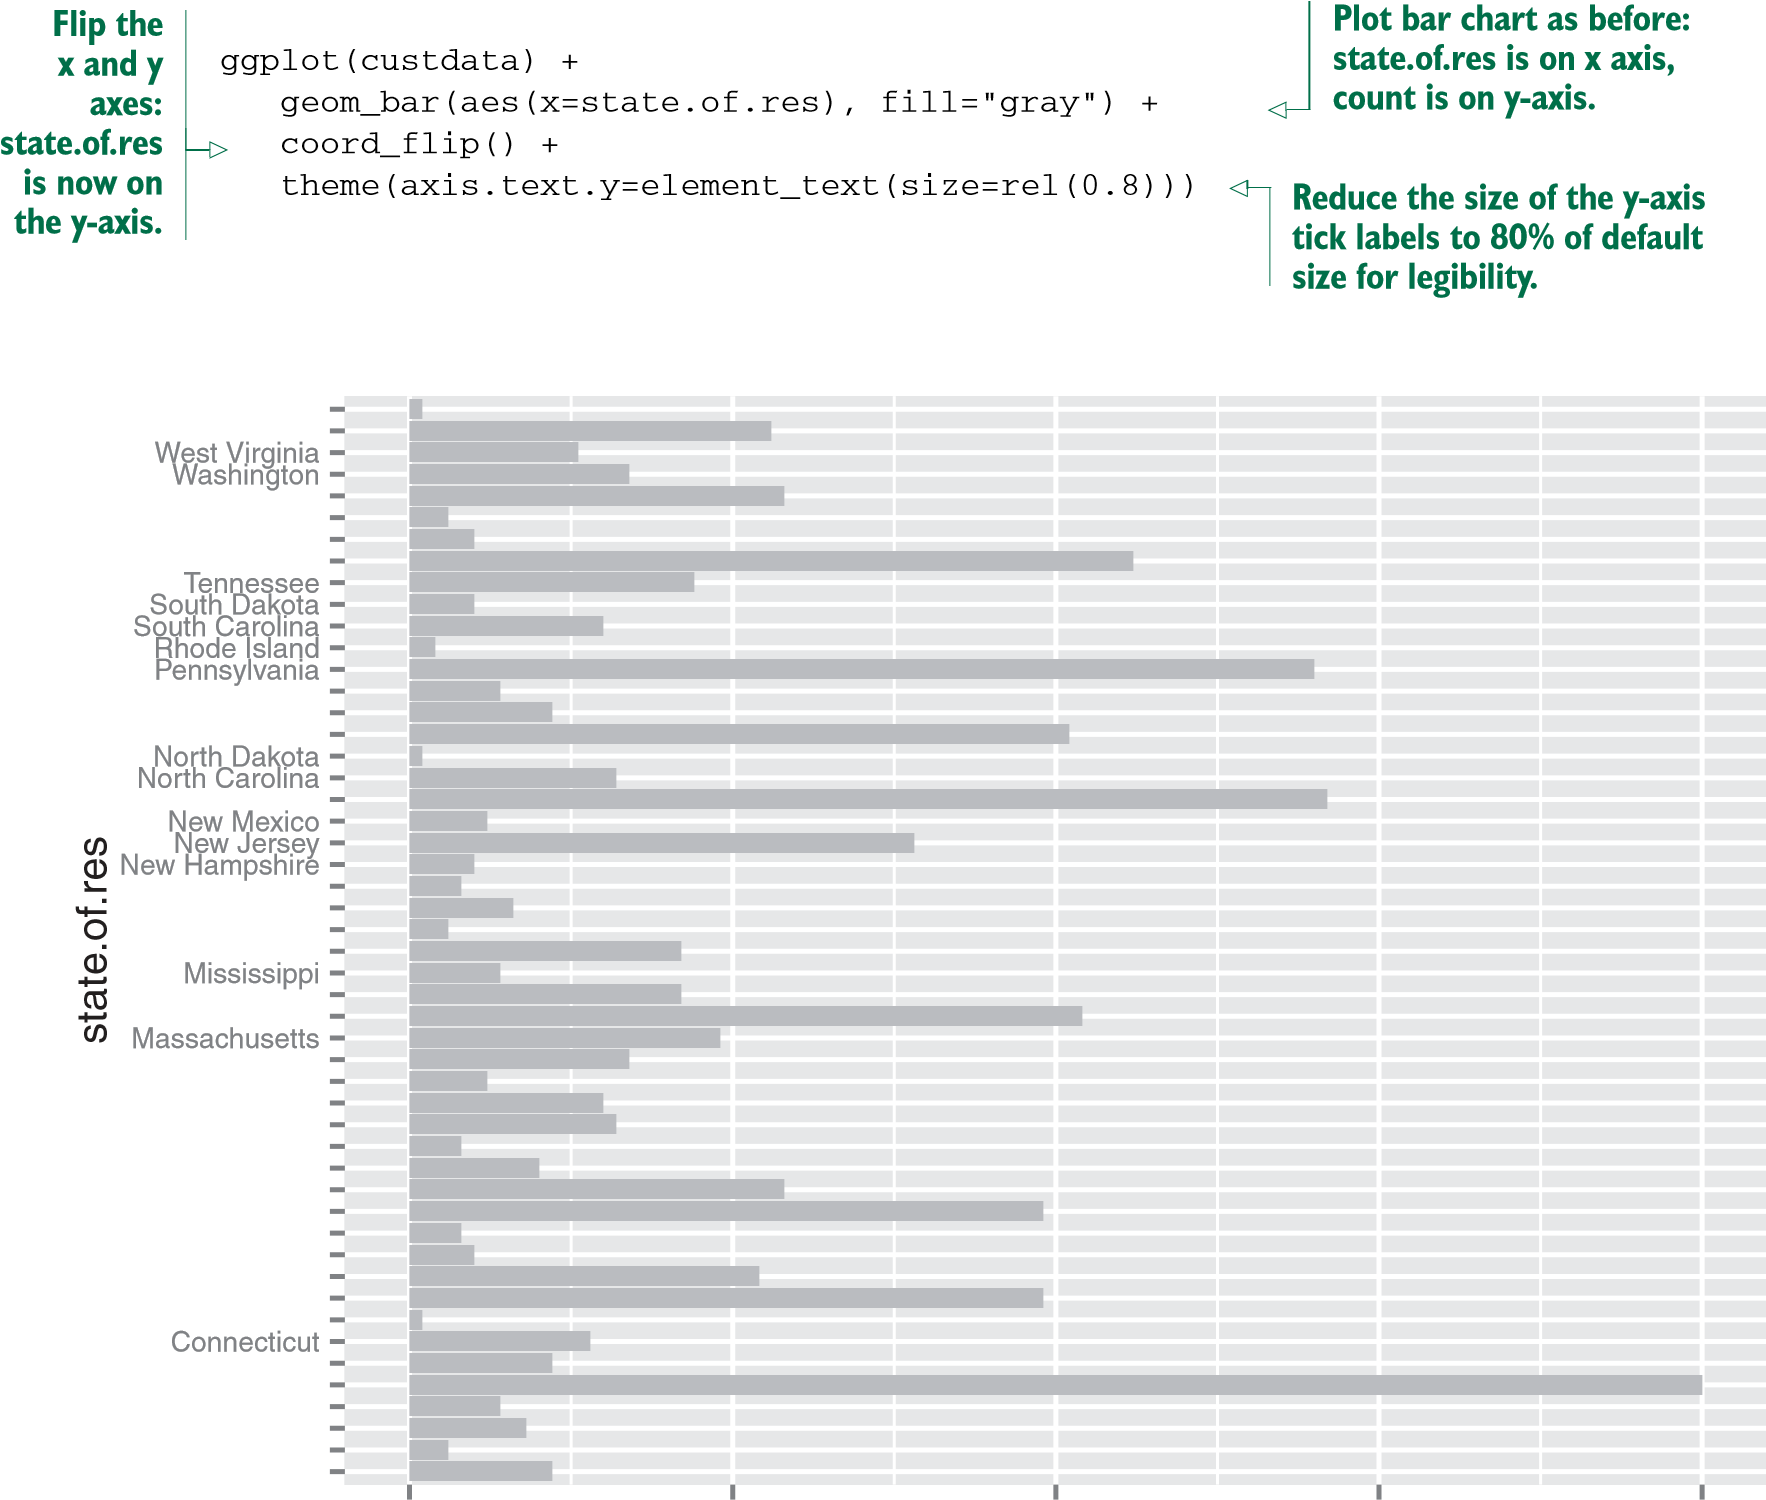 Flip the
x and y
axes:
state.of.res
is now on
the y-axis.
ggplot(custdata) +
geom_bar(aes(x=state.of.res), fill="gray") +
coord_flip() +
theme(axis.text.y=element_text(size=rel(0.8)))
Plot bar chart as before:
state.of.res is on x axis,
count is on y-axis.
Reduce the size of the y-axis
tick labels to 80% of default
size for legibility.
West Virginia
Washington
Tennessee
South Dakota
South Carolina
Rhode Island
Pennsylvania
North Dakota
North Carolina
New Mexico
New Jersey
New Hampshire
Mississippi
Massachusetts
Connecticut
state.of.res